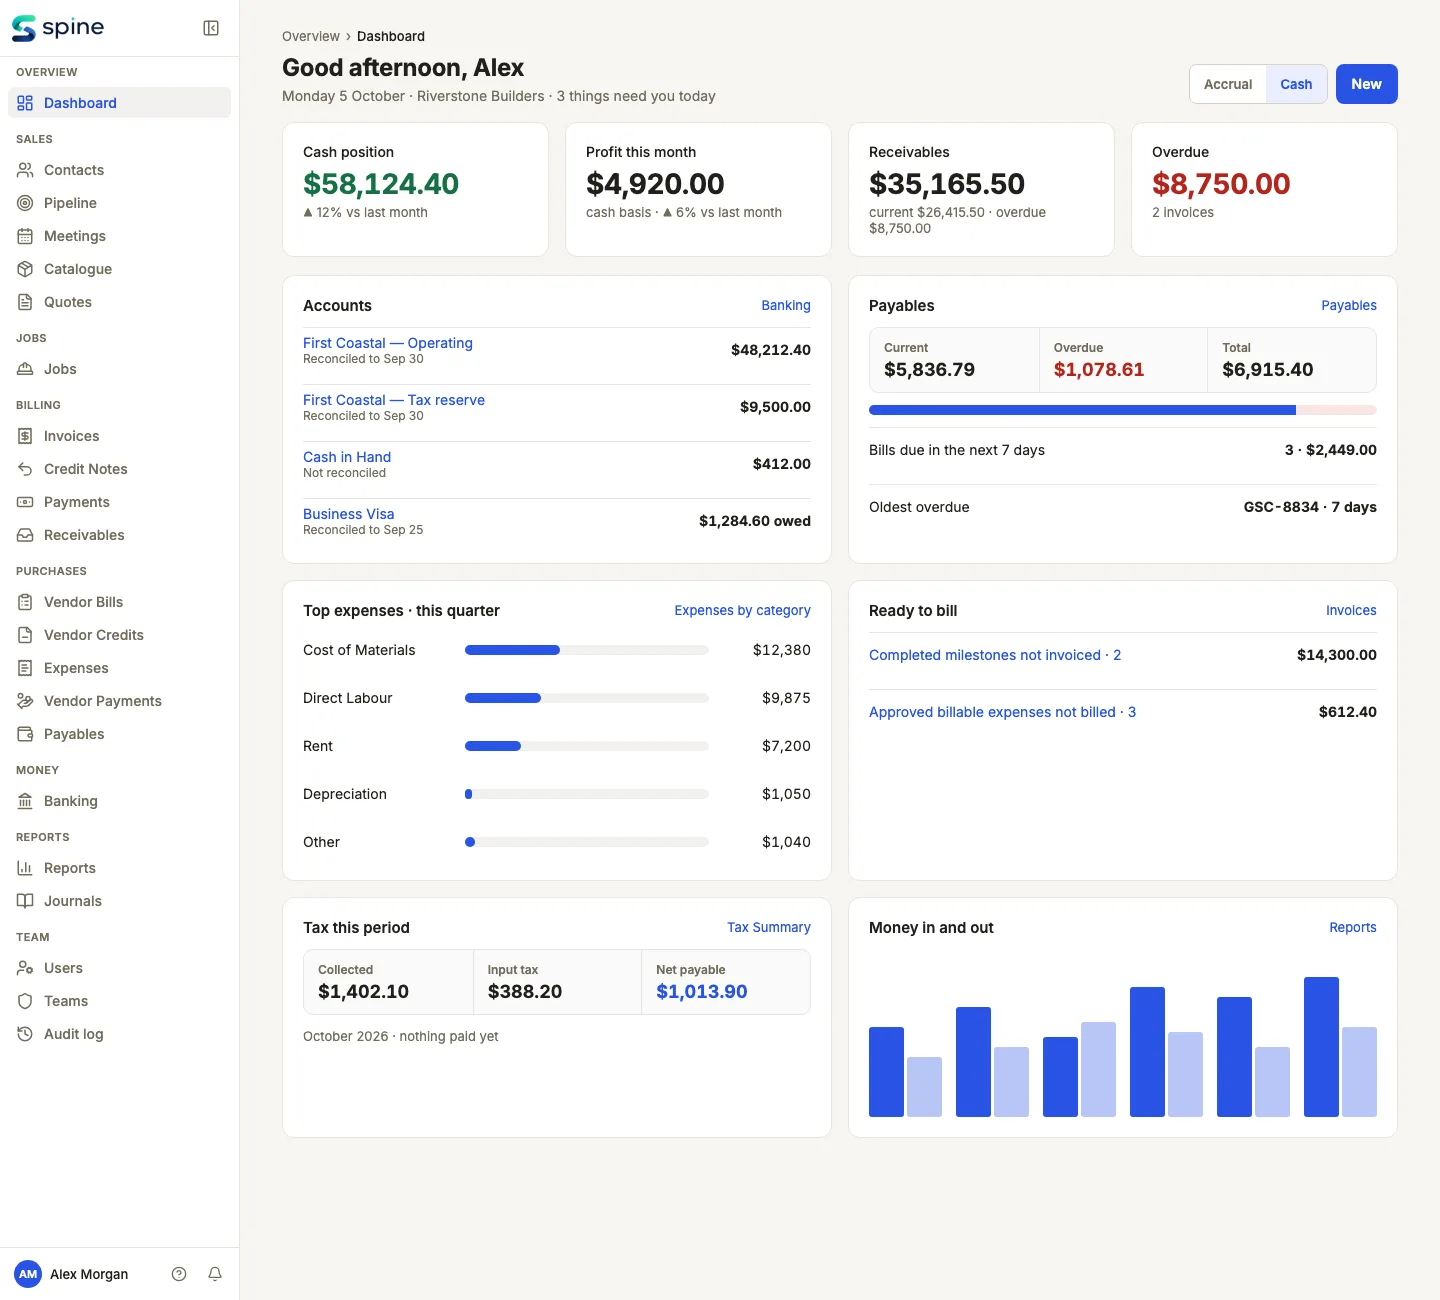 spine
OVERVIEW
Dashboard
SALES
Contacts
Pipeline
Meetings
Catalogue
Quotes
JOBS
Jobs
BILLING
Invoices
Credit Notes
Payments
Receivables
PURCHASES
Vendor Bills
Vendor Credits
Expenses
Vendor Payments
Payables
MONEY
Banking
REPORTS
Reports
Journals
TEAM
Users
Teams
Audit log
AM Alex Morgan
Overview › Dashboard
Good afternoon, Alex
Monday 5 October · Riverstone Builders · 3 things need you today
Accrual Cash New
Cash position
$58,124.40
▲ 12% vs last month
Profit this month
$4,920.00
cash basis · ▲ 6% vs last month
Receivables
$35,165.50
current $26,415.50 · overdue
$8,750.00
Overdue
$8,750.00
2 invoices
Accounts Banking
First Coastal — Operating
Reconciled to Sep 30
$48,212.40
First Coastal — Tax reserve
Reconciled to Sep 30
$9,500.00
Cash in Hand
Not reconciled
$412.00
Business Visa
Reconciled to Sep 25
$1,284.60 owed
Payables Payables
Current Overdue Total
$5,836.79 $1,078.61 $6,915.40
Bills due in the next 7 days 3 · $2,449.00
Oldest overdue GSC-8834 · 7 days
Top expenses · this quarter Expenses by category
Cost of Materials $12,380
Direct Labour $9,875
Rent $7,200
Depreciation $1,050
Other $1,040
Ready to bill Invoices
Completed milestones not invoiced · 2 $14,300.00
Approved billable expenses not billed · 3 $612.40
Tax this period Tax Summary
Collected Input tax Net payable
$1,402.10 $388.20 $1,013.90
October 2026 · nothing paid yet
Money in and out Reports